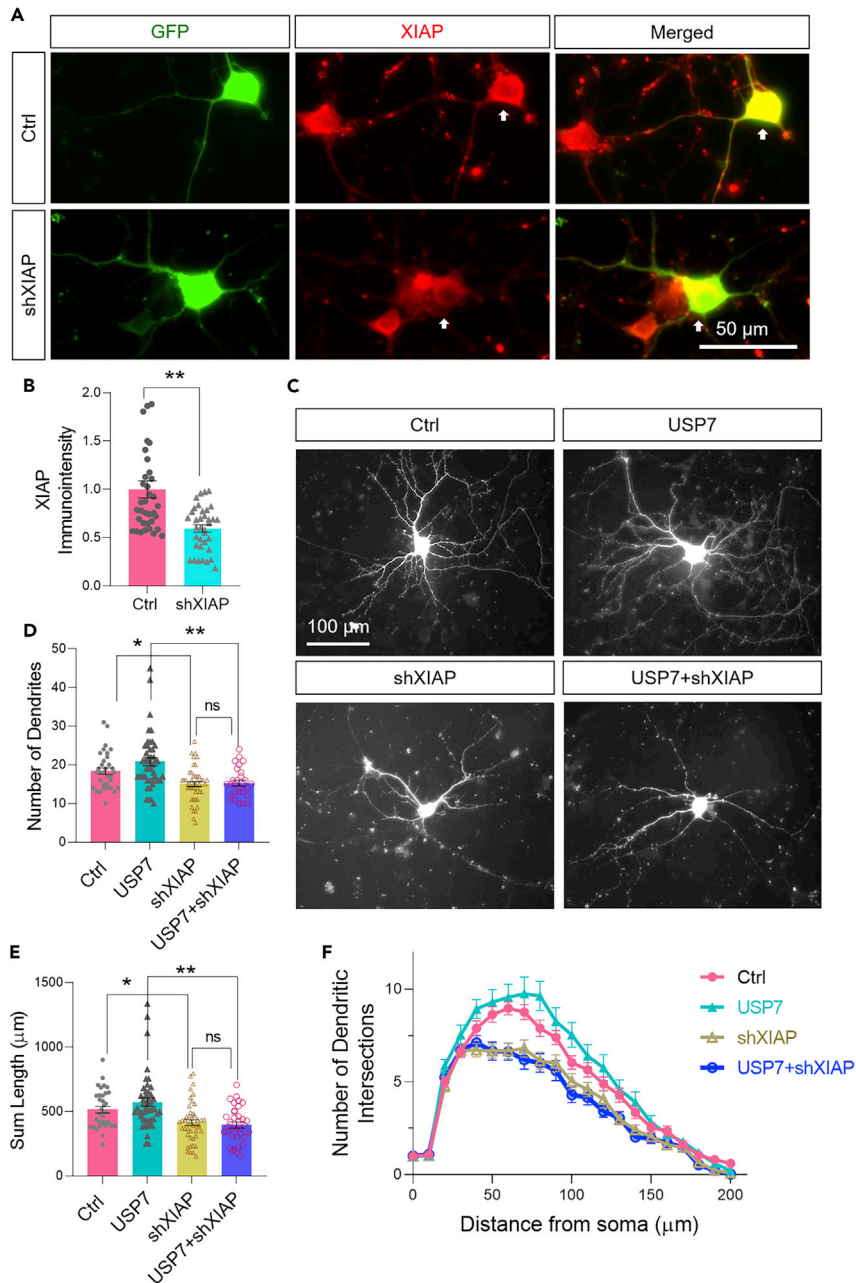 A
GFP
XIAP
Merged
Ctrl
shXIAP
50 µm
B
XIAP
Immunointensity
2.0
1.5
1.0
0.5
0.0
**
Ctrl
shXIAP
C
Ctrl
USP7
100 µm
shXIAP
USP7+shXIAP
D
Number of Dendrites
50
40
30
20
10
0
*
**
ns
Ctrl
USP7
shXIAP
USP7+shXIAP
E
Sum Length (µm)
1500
1000
500
0
*
**
ns
Ctrl
USP7
shXIAP
USP7+shXIAP
F
Number of Dendritic
Intersections
10
5
0
0 50 100 150 200
Distance from soma (µm)
Ctrl
USP7
shXIAP
USP7+shXIAP